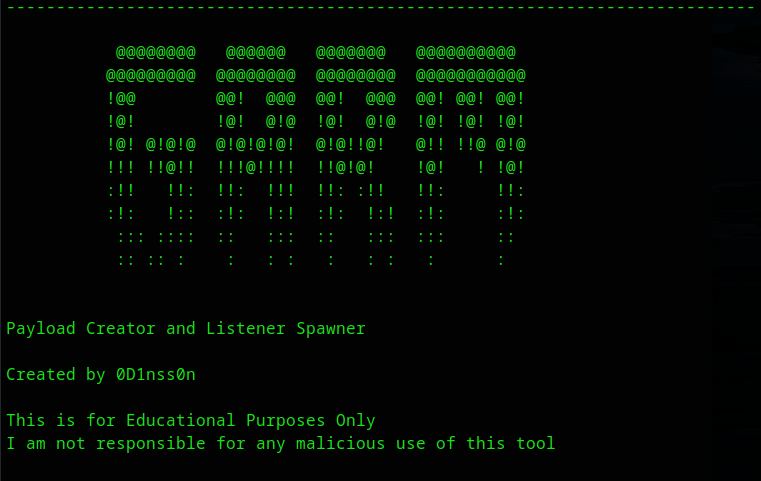 GARM
Payload Creator and Listener Spawner
Created by 0D1nss0n
This is for Educational Purposes Only
I am not responsible for any malicious use of this tool